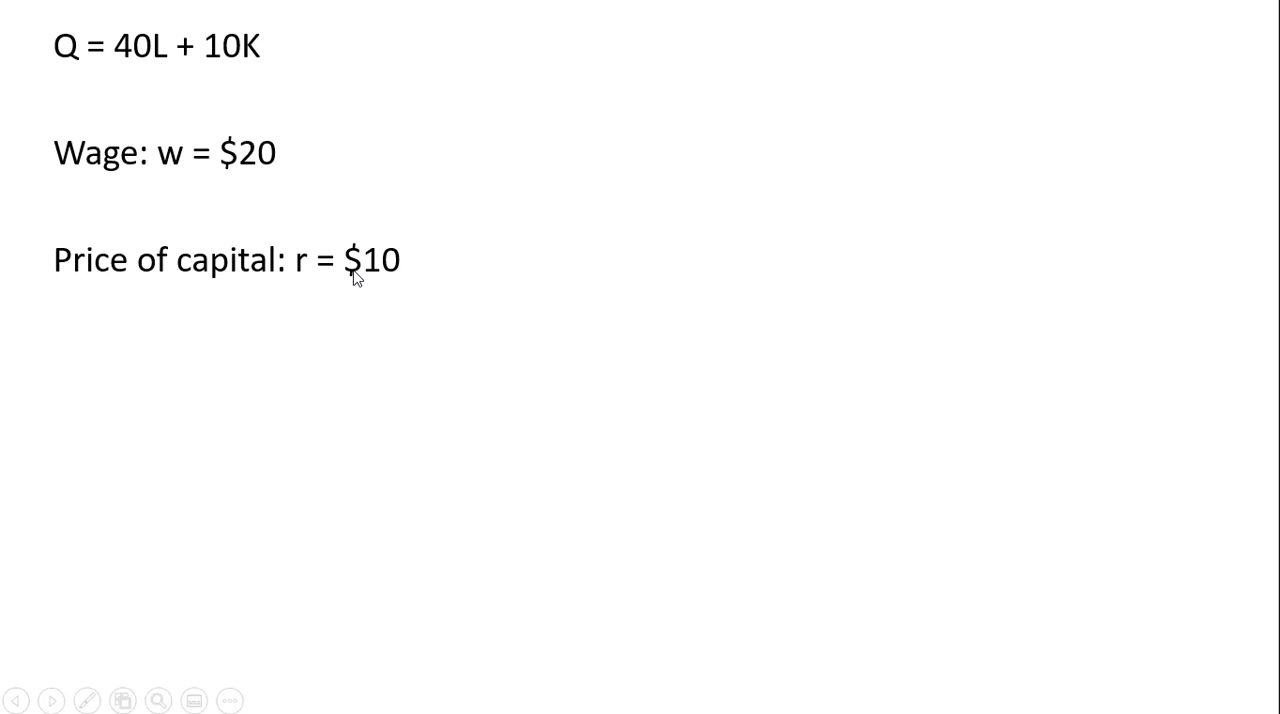 Q = 40L + 10K
Wage: w = $20
Price of capital: r = $10